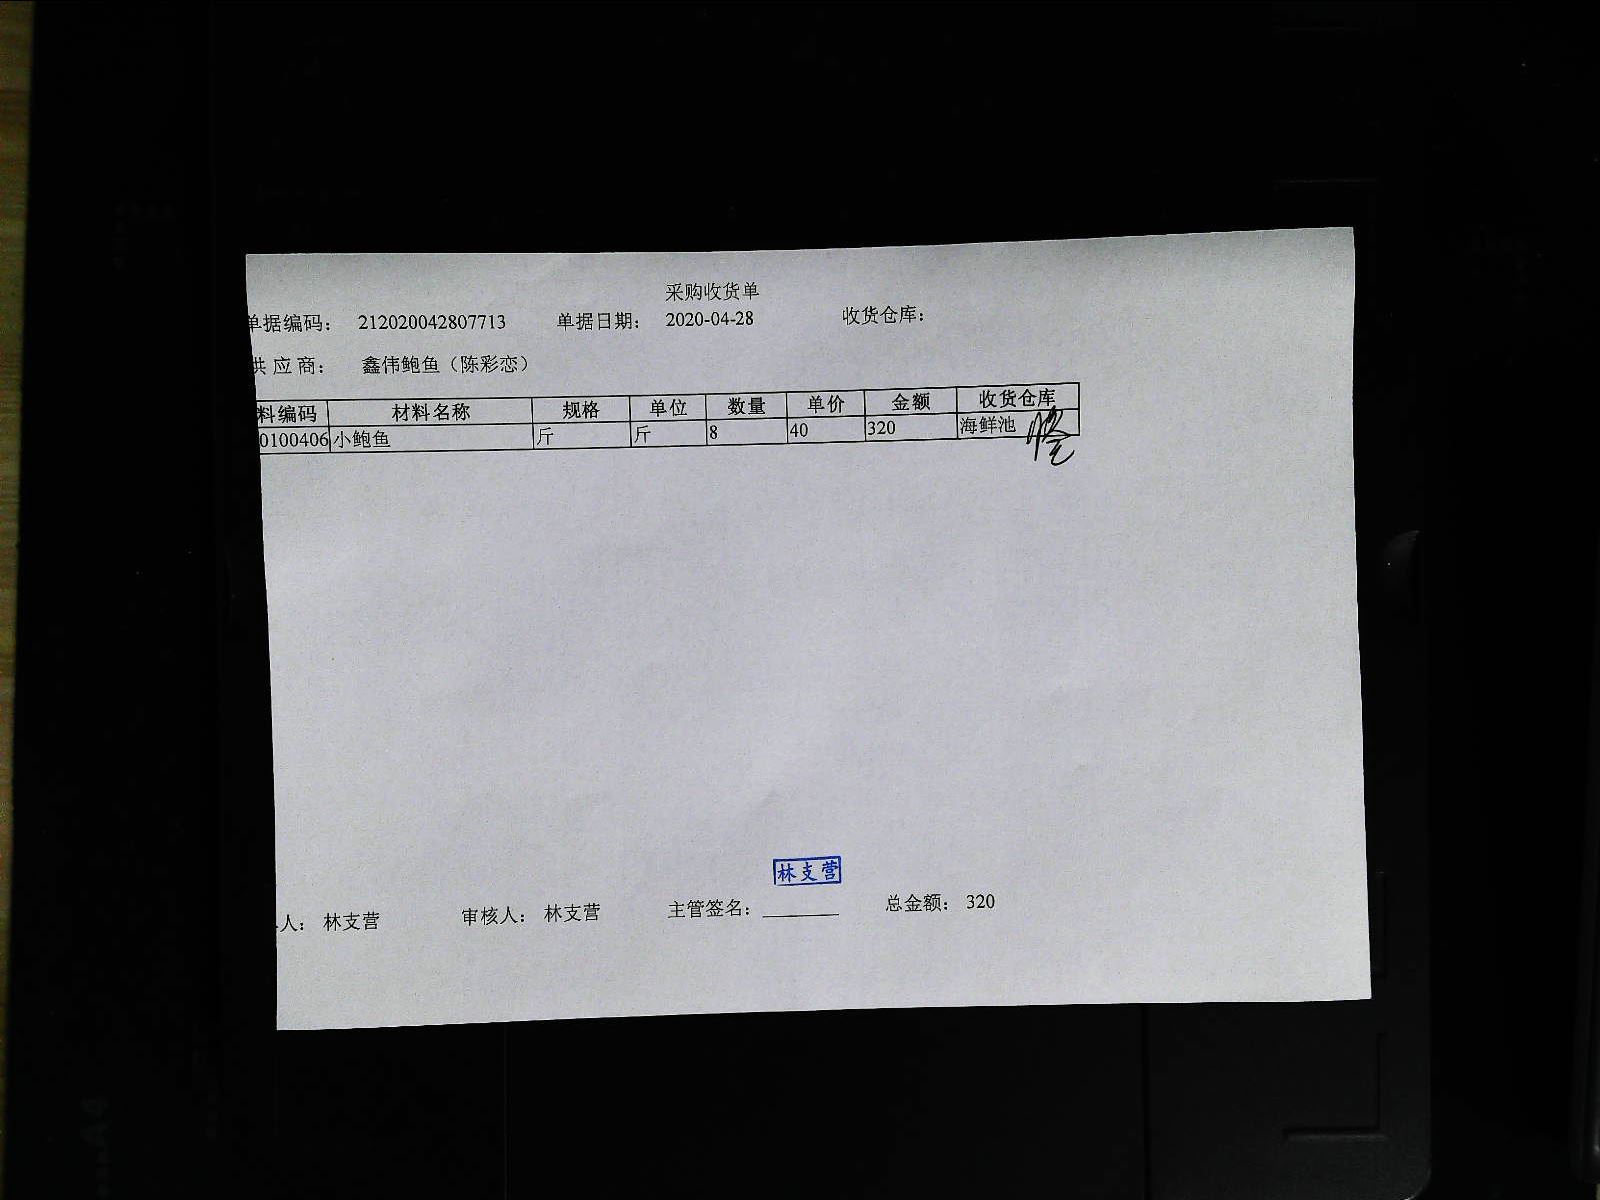 采购收货单
单据编码： 212020042807713 单据日期： 2020-04-28 收货仓库：
供 应 商： 鑫伟鲍鱼（陈彩恋）
料编码 材料名称 规格 单位 数量 单价 金额 收货仓库
0100406 小鲍鱼 斤 斤 8 40 320 海鲜池
林支营
人： 林支营 审核人： 林支营 主管签名： 总金额： 320